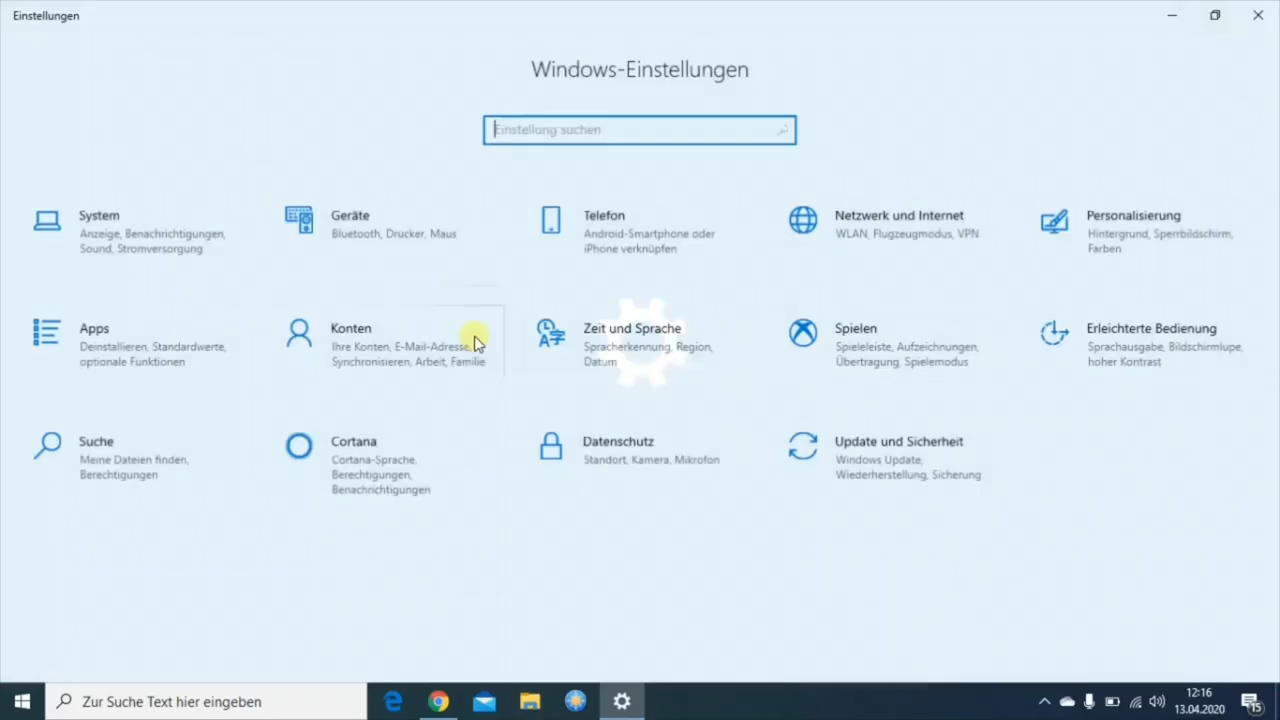 Einstellungen
Windows-Einstellungen
Einstellung suchen
System
Anzeige, Benachrichtigungen,
Sound, Stromversorgung
Geräte
Bluetooth, Drucker, Maus
Telefon
Android-Smartphone oder
iPhone verknüpfen
Netzwerk und Internet
WLAN, Flugzeugmodus, VPN
Personalisierung
Hintergrund, Sperrbildschirm,
Farben
Apps
Deinstallieren, Standardwerte,
optionale Funktionen
Konten
Ihre Konten, E-Mail-Adresse,
Synchronisieren, Arbeit, Familie
Zeit und Sprache
Spracherkennung, Region,
Datum
Spielen
Spieleleiste, Aufzeichnungen,
Übertragung, Spielemodus
Erleichterte Bedienung
Sprachausgabe, Bildschirmlupe,
hoher Kontrast
Suche
Meine Dateien finden,
Berechtigungen
Cortana
Cortana-Sprache,
Berechtigungen,
Benachrichtigungen
Datenschutz
Standort, Kamera, Mikrofon
Update und Sicherheit
Windows Update,
Wiederherstellung, Sicherung
Zur Suche Text hier eingeben
12:16
13.04.2020
15